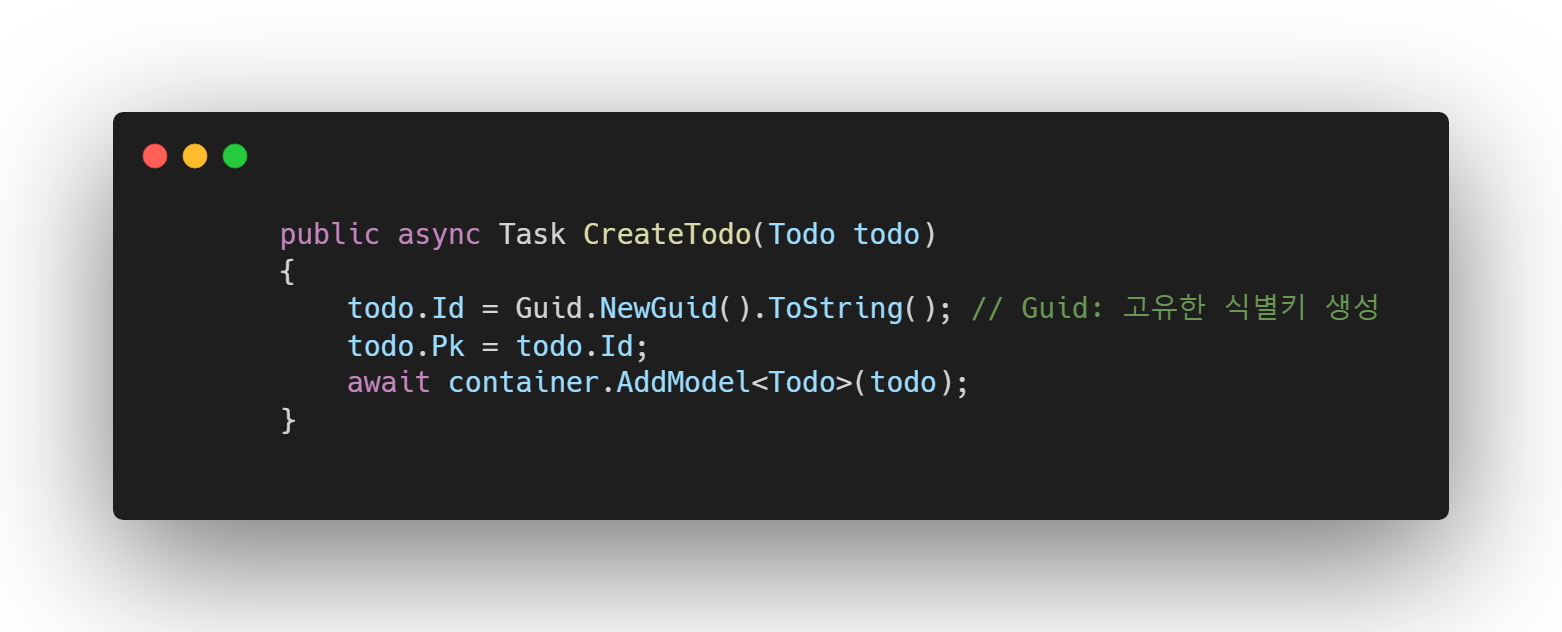 public async Task CreateTodo(Todo todo)
{
    todo.Id = Guid.NewGuid().ToString(); // Guid: 고유한 식별키 생성
    todo.Pk = todo.Id;
    await container.AddModel<Todo>(todo);
}